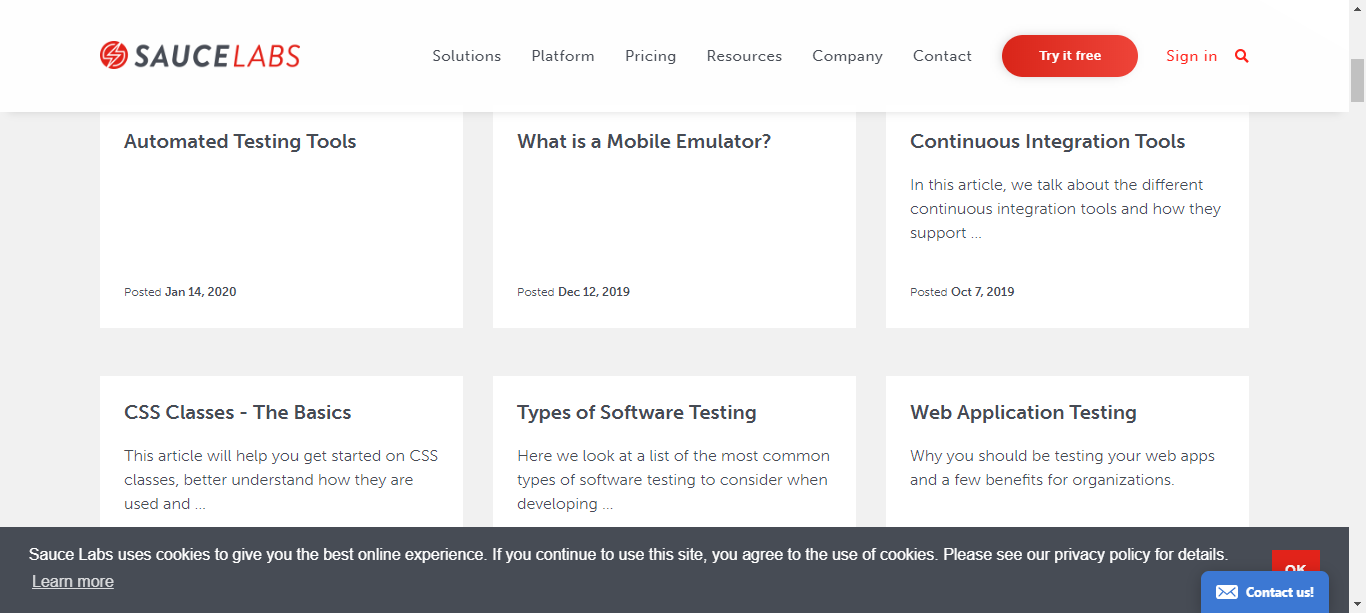 SAUCE LABS
Solutions Platform Pricing Resources Company Contact Try it free Sign in
Automated Testing Tools
Posted Jan 14, 2020
What is a Mobile Emulator?
Posted Dec 12, 2019
Continuous Integration Tools
In this article, we talk about the different
continuous integration tools and how they
support ...
Posted Oct 7, 2019
CSS Classes - The Basics
This article will help you get started on CSS
classes, better understand how they are
used and ...
Types of Software Testing
Here we look at a list of the most common
types of software testing to consider when
developing ...
Web Application Testing
Why you should be testing your web apps
and a few benefits for organizations.
Sauce Labs uses cookies to give you the best online experience. If you continue to use this site, you agree to the use of cookies. Please see our privacy policy for details.
Learn more
OK
Contact us!